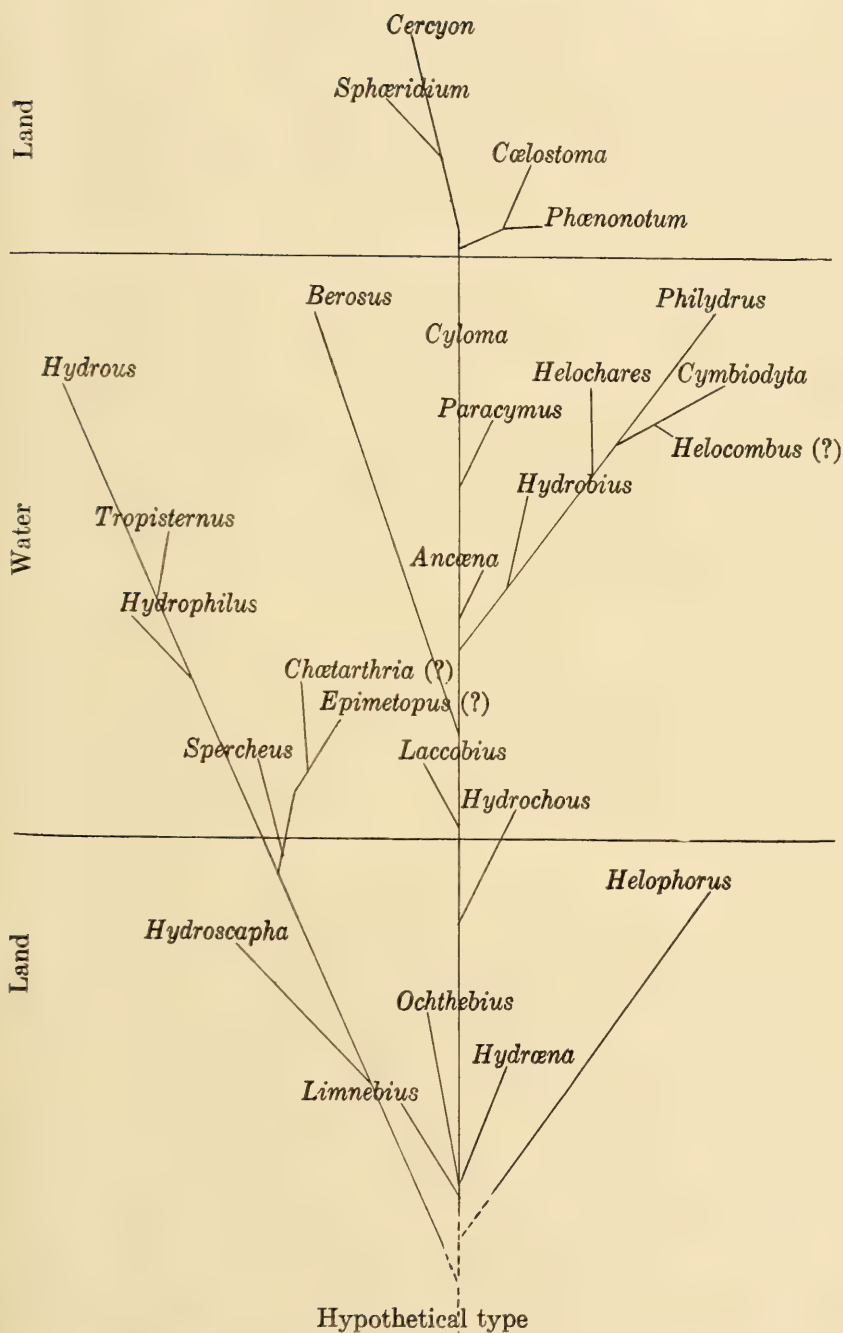 Cercyon
Sphæridium
Land
Cœlostoma
Phænonotum
Berosus
Philydrus
Cyloma
Hydrous
Helochares
Cymbiodyta
Paracymus
Helocombus (?)
Hydrobius
Tropisternus
Water
Ancæna
Hydrophilus
Chætarthria (?)
Epimetopus (?)
Spercheus
Laccobius
Hydrochous
Helophorus
Hydroscapha
Land
Ochthebius
Hydræna
Limnebius
Hypothetical type